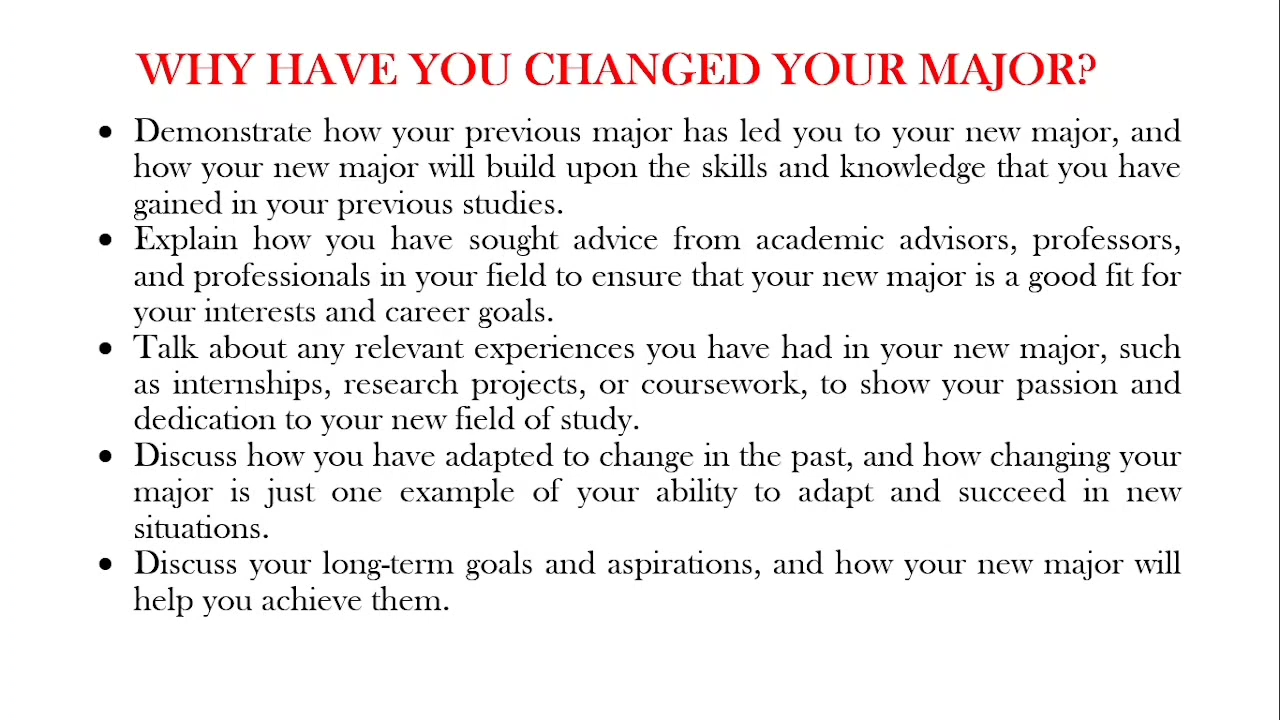 WHY HAVE YOU CHANGED YOUR MAJOR?
• Demonstrate how your previous major has led you to your new major, and
how your new major will build upon the skills and knowledge that you have
gained in your previous studies.
• Explain how you have sought advice from academic advisors, professors,
and professionals in your field to ensure that your new major is a good fit for
your interests and career goals.
• Talk about any relevant experiences you have had in your new major, such
as internships, research projects, or coursework, to show your passion and
dedication to your new field of study.
• Discuss how you have adapted to change in the past, and how changing your
major is just one example of your ability to adapt and succeed in new
situations.
• Discuss your long-term goals and aspirations, and how your new major will
help you achieve them.